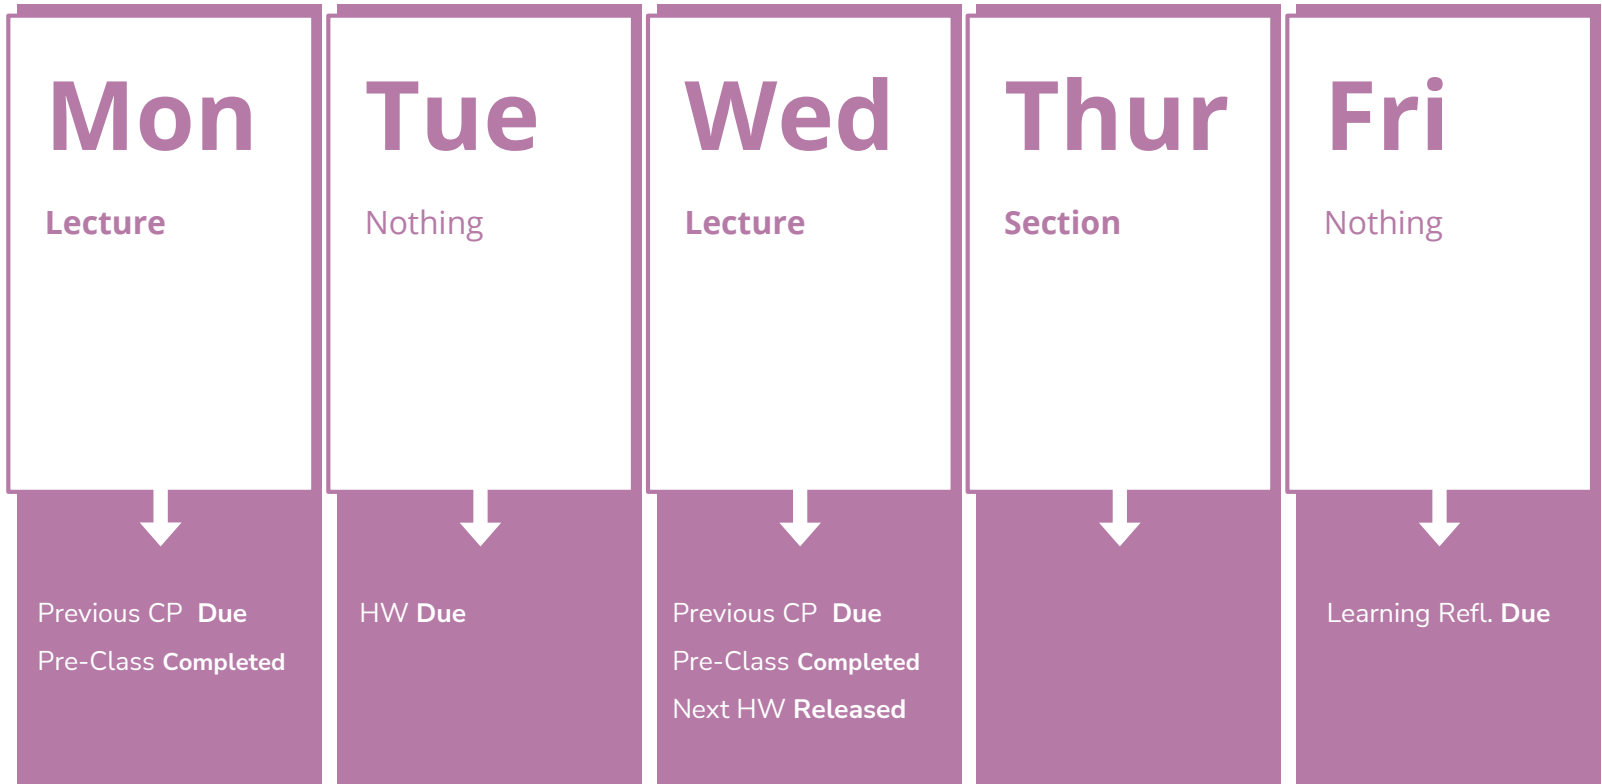 Mon
Lecture
Previous CP  Due
Pre-Class Completed
Tue
Nothing
HW Due
Wed
Lecture
Previous CP  Due
Pre-Class Completed
Next HW Released
Thur
Section
Fri
Nothing
Learning Refl. Due